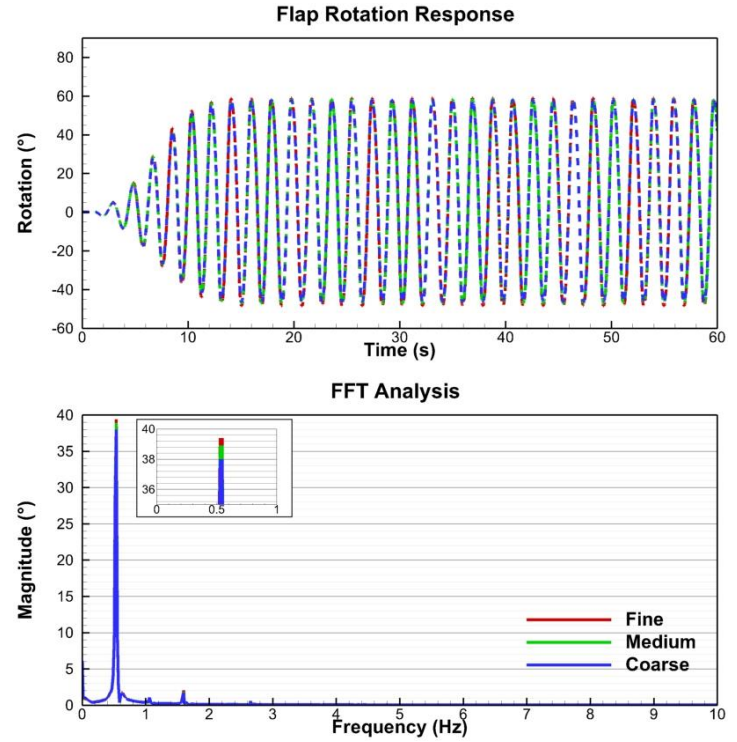 Flap Rotation Response
Rotation (°)
80
60
40
20
0
-20
-40
-60
0 10 20 30 40 50 60
Time (s)
FFT Analysis
Magnitude (°)
40
35
30
25
20
15
10
5
0
40
38
36
0 0.5 1
Fine
Medium
Coarse
0 1 2 3 4 5 6 7 8 9 10
Frequency (Hz)